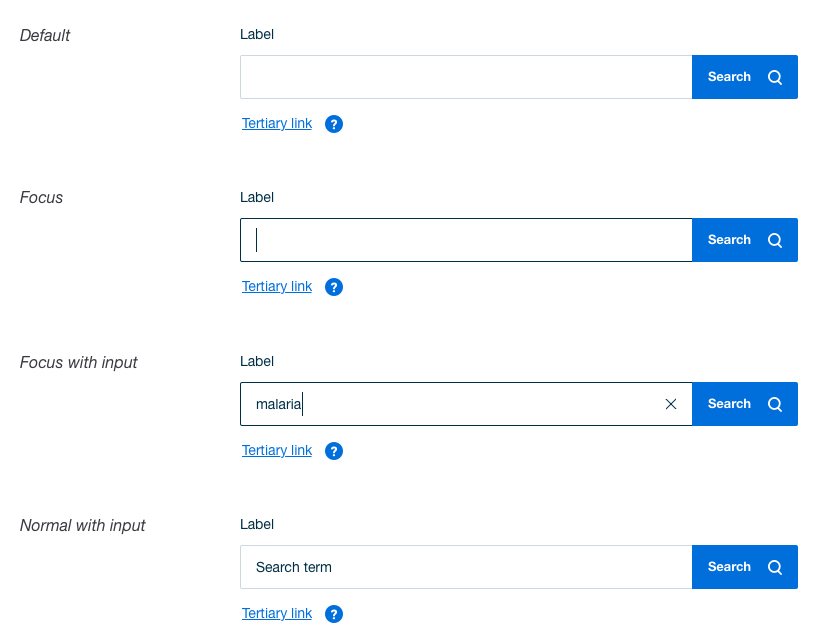 Default
Label
Search
Tertiary link ?
Focus
Label
Search
Tertiary link ?
Focus with input
Label
malaria Search
Tertiary link ?
Normal with input
Label
Search term Search
Tertiary link ?